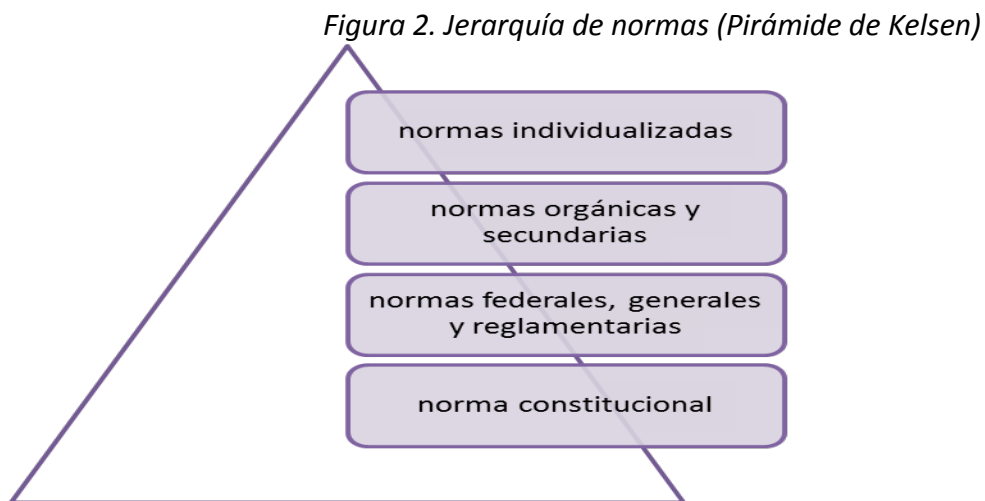 Figura 2. Jerarquía de normas (Pirámide de Kelsen)
normas individualizadas
normas orgánicas y
secundarias
normas federales, generales
y reglamentarias
norma constitucional